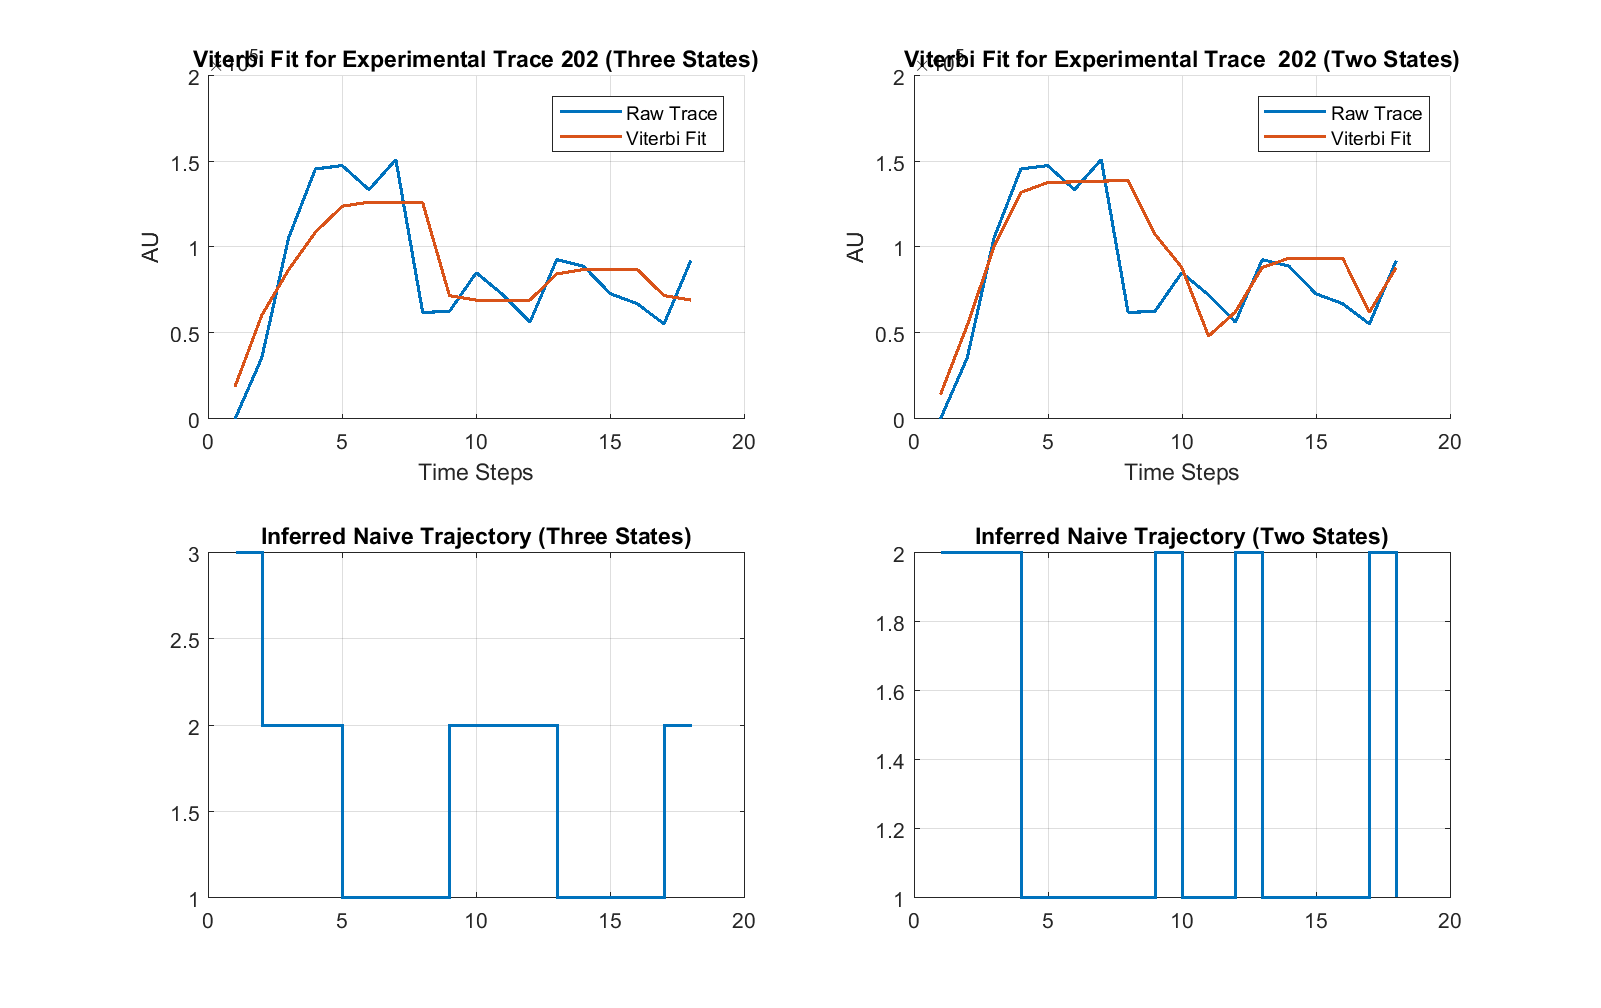 Viterbi Fit for Experimental Trace 202 (Three States)
×10^5
2
1.5
1
0.5
0
AU
Raw Trace
Viterbi Fit
0 5 10 15 20
Time Steps
Viterbi Fit for Experimental Trace  202 (Two States)
×10^5
2
1.5
1
0.5
0
AU
Raw Trace
Viterbi Fit
0 5 10 15 20
Time Steps
Inferred Naive Trajectory (Three States)
3
2.5
2
1.5
1
0 5 10 15 20
Inferred Naive Trajectory (Two States)
2
1.8
1.6
1.4
1.2
1
0 5 10 15 20